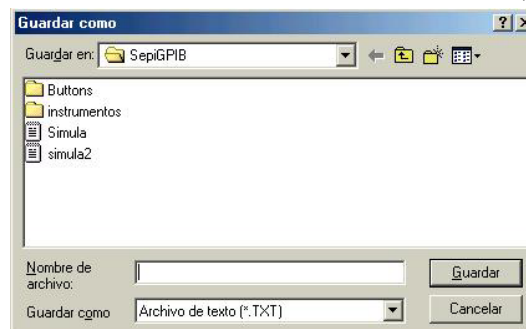 Guardar como
Guardar en: SepiGPIB
Buttons
instrumentos
Simula
simula2
Nombre de
archivo:
Guardar
Guardar como Archivo de texto (*.TXT)
Cancelar